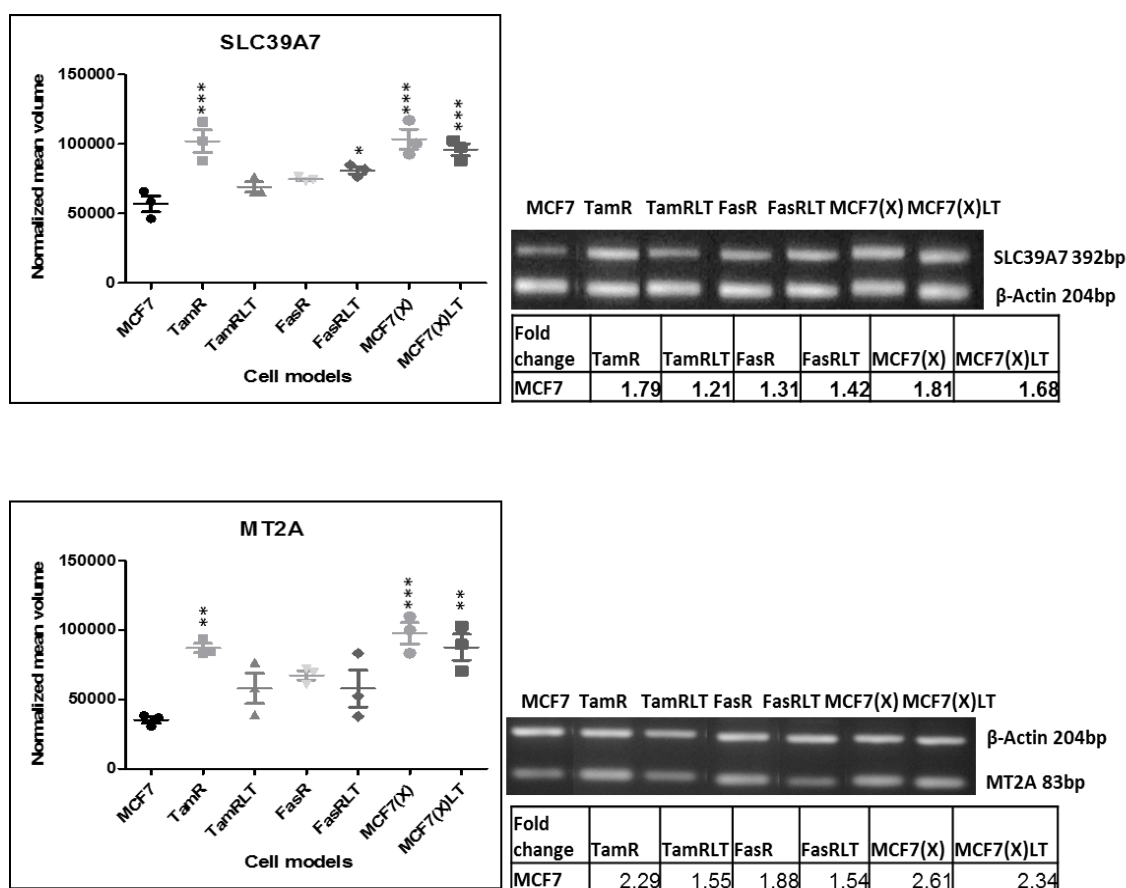 SLC39A7
Normalized mean volume
150000
100000
50000
0
***
*
***
***
MCF7
TamR
TamRLT
FasR
FasRLT
MCF7(X)
MCF7(X)LT
Cell models
MCF7 TamR TamRLT FasR FasRLT MCF7(X) MCF7(X)LT
SLC39A7 392bp
β-Actin 204bp
Fold change TamR TamRLT FasR FasRLT MCF7(X) MCF7(X)LT
MCF7 1.79 1.21 1.31 1.42 1.81 1.68
MT2A
Normalized mean volume
150000
100000
50000
0
**
***
**
MCF7
TamR
TamRLT
FasR
FasRLT
MCF7(X)
MCF7(X)LT
Cell models
MCF7 TamR TamRLT FasR FasRLT MCF7(X) MCF7(X)LT
β-Actin 204bp
MT2A 83bp
Fold change TamR TamRLT FasR FasRLT MCF7(X) MCF7(X)LT
MCF7 2.29 1.55 1.88 1.54 2.61 2.34